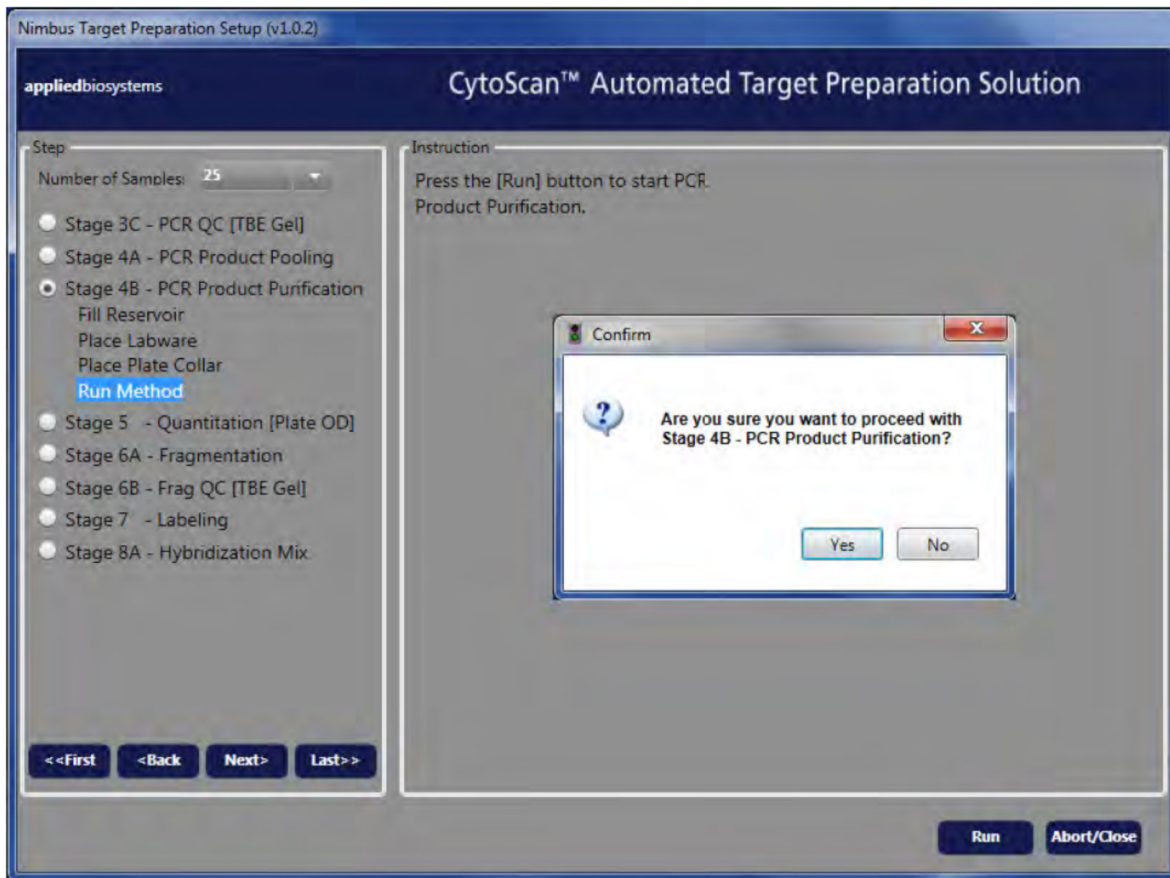 Nimbus Target Preparation Setup (v1.0.2)
appliedbiosystems
CytoScan™ Automated Target Preparation Solution
Step
Number of Samples: 25
Stage 3C - PCR QC [TBE Gel]
Stage 4A - PCR Product Pooling
Stage 4B - PCR Product Purification
Fill Reservoir
Place Labware
Place Plate Collar
Run Method
Stage 5 - Quantitation [Plate OD]
Stage 6A - Fragmentation
Stage 6B - Frag QC [TBE Gel]
Stage 7 - Labeling
Stage 8A - Hybridization Mix
<<First
<Back
Next>
Last>>
Instruction
Press the [Run] button to start PCR
Product Purification.
Confirm
Are you sure you want to proceed with
Stage 4B - PCR Product Purification?
Yes
No
Run
Abort/Close